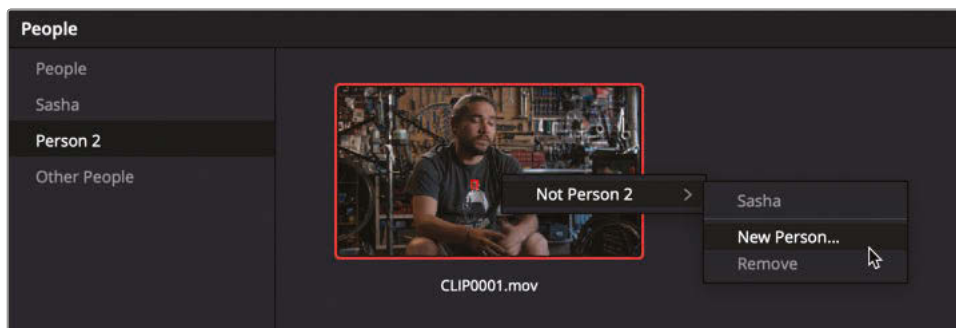 People
People
Sasha
Person 2
Other People
Not Person 2
Sasha
New Person...
Remove
CLIP0001.mov